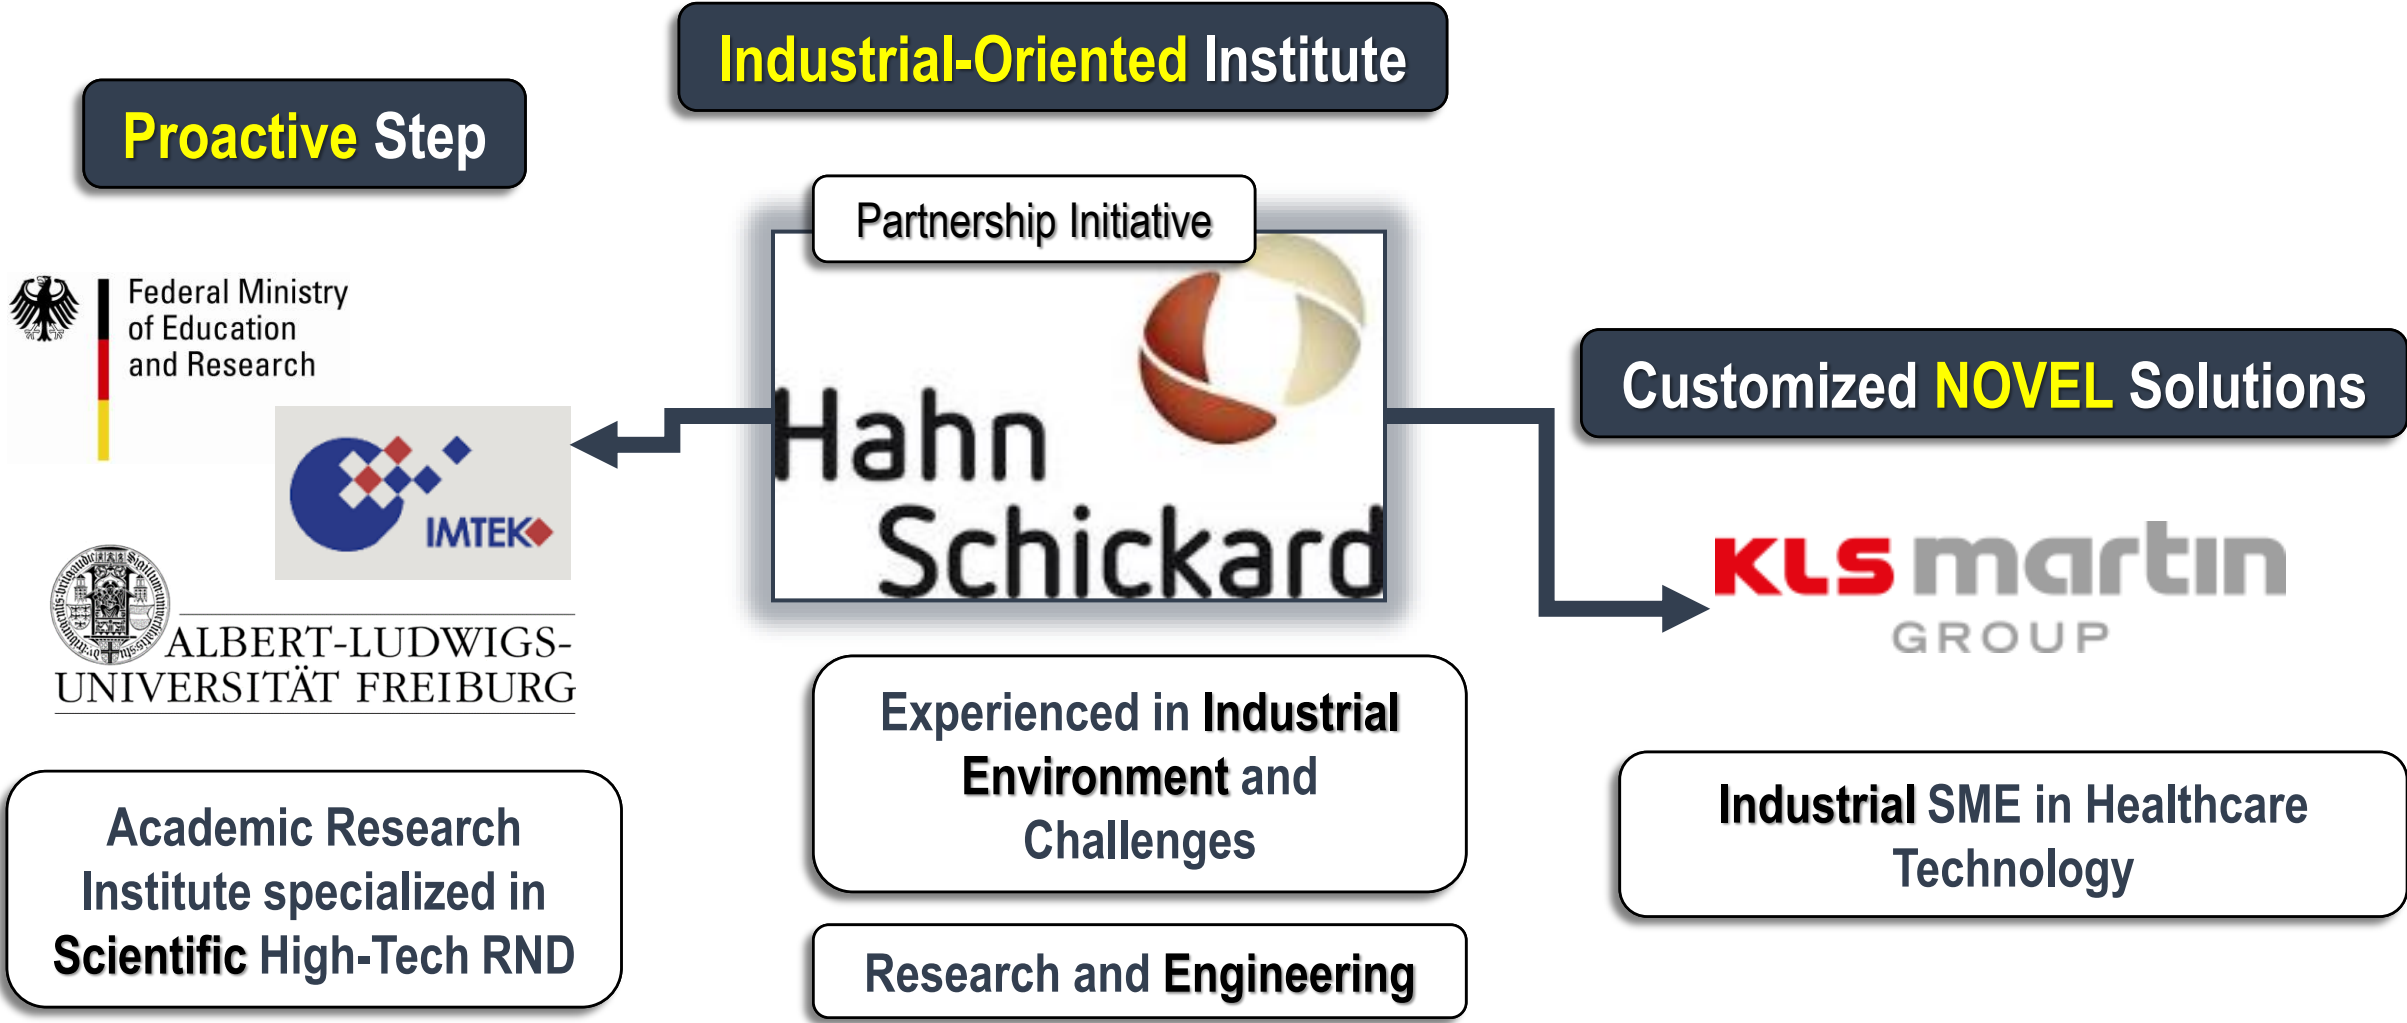 Industrial-Oriented Institute
Proactive Step
Partnership Initiative
Federal Ministry
of Education
and Research
IMTEK
ALBERT-LUDWIGS-
UNIVERSITÄT FREIBURG
Academic Research
Institute specialized in
Scientific High-Tech RND
Hahn
Schickard
Experienced in Industrial
Environment and
Challenges
Research and Engineering
Customized NOVEL Solutions
KLS martin
GROUP
Industrial SME in Healthcare
Technology